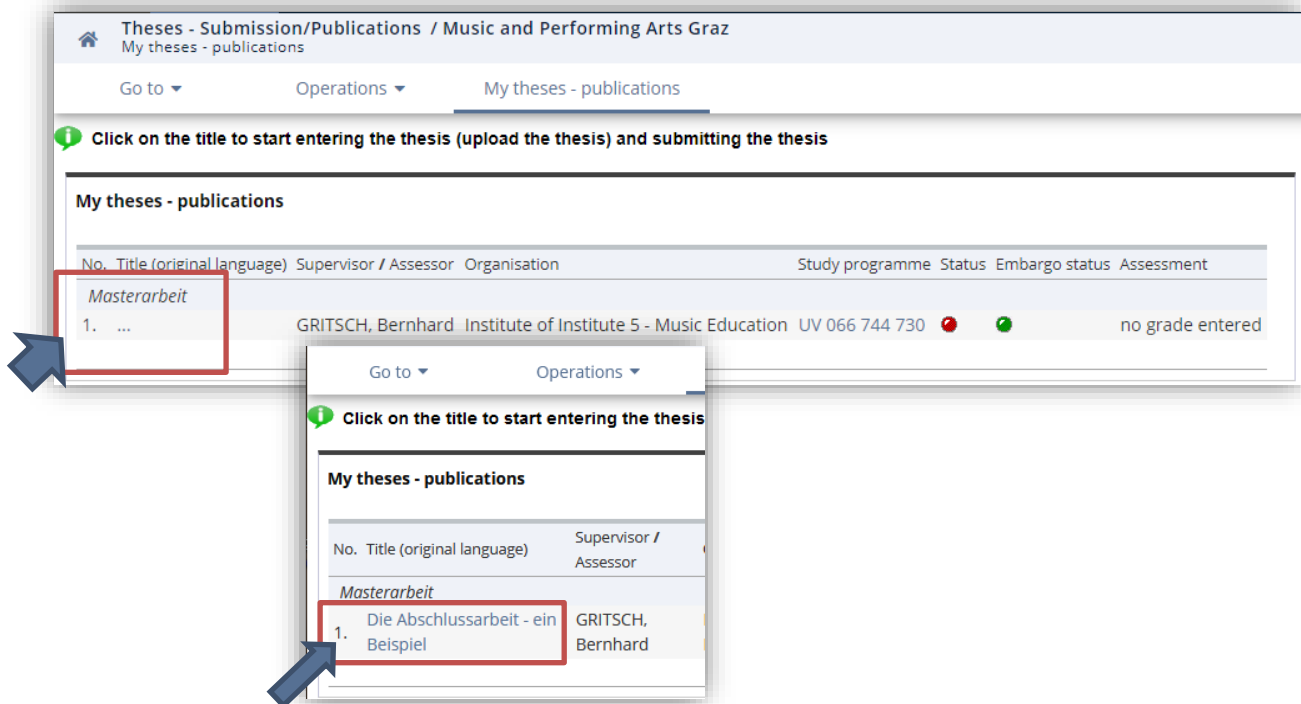 Theses - Submission/Publications / Music and Performing Arts Graz
My theses - publications
Go to Operations My theses - publications
Click on the title to start entering the thesis (upload the thesis) and submitting the thesis
My theses - publications
No. Title (original language) Supervisor / Assessor Organisation Study programme Status Embargo status Assessment
Masterarbeit
1. ... GRITSCH, Bernhard Institute of Institute 5 - Music Education UV 066 744 730 no grade entered
Go to Operations
Click on the title to start entering the thesis
My theses - publications
No. Title (original language) Supervisor / Assessor
Masterarbeit
1. Die Abschlussarbeit - ein Beispiel GRITSCH, Bernhard